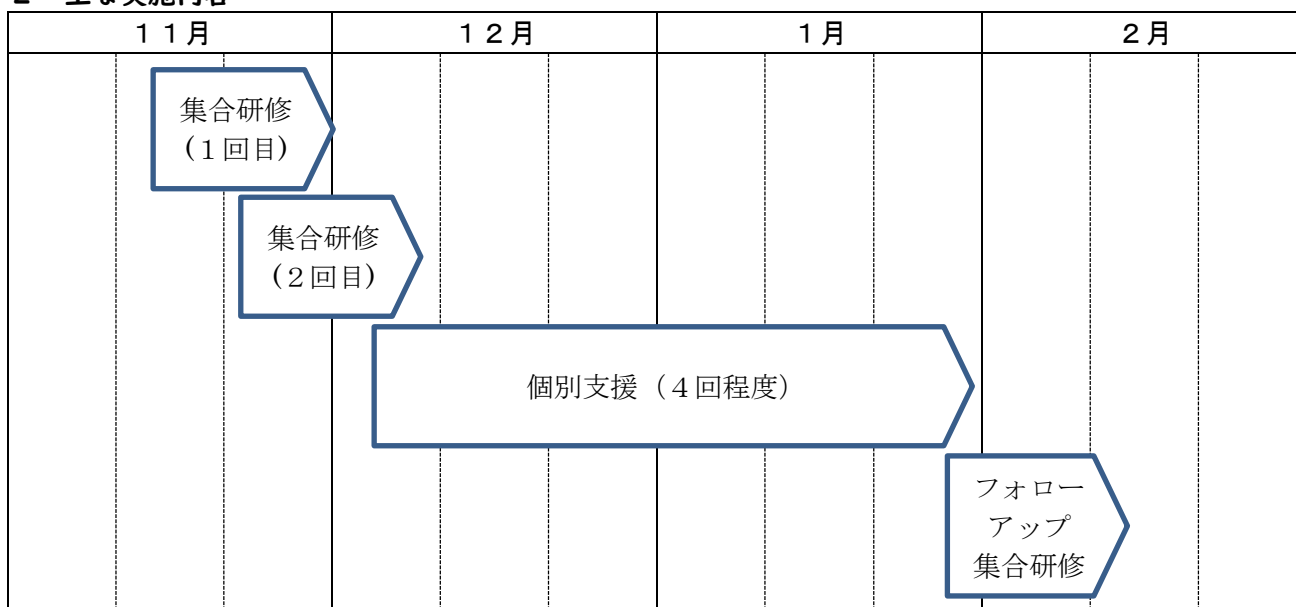 １１月
１２月
１月
２月
集合研修
(１回目)
集合研修
(２回目)
個別支援（４回程度）
フォロー
アップ
集合研修